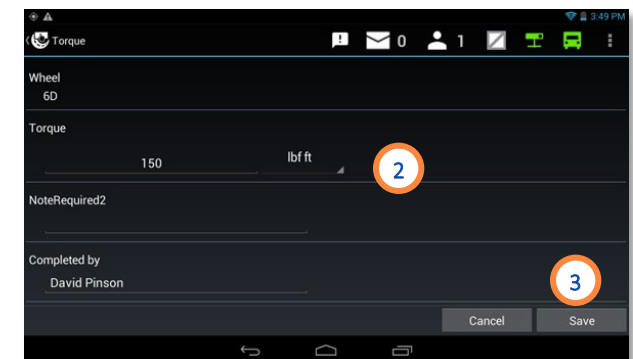 3:49 PM
Torque 0 1
Wheel
6D
Torque
150 lbf ft
2
NoteRequired2
Completed by
David Pinson
3
Cancel Save